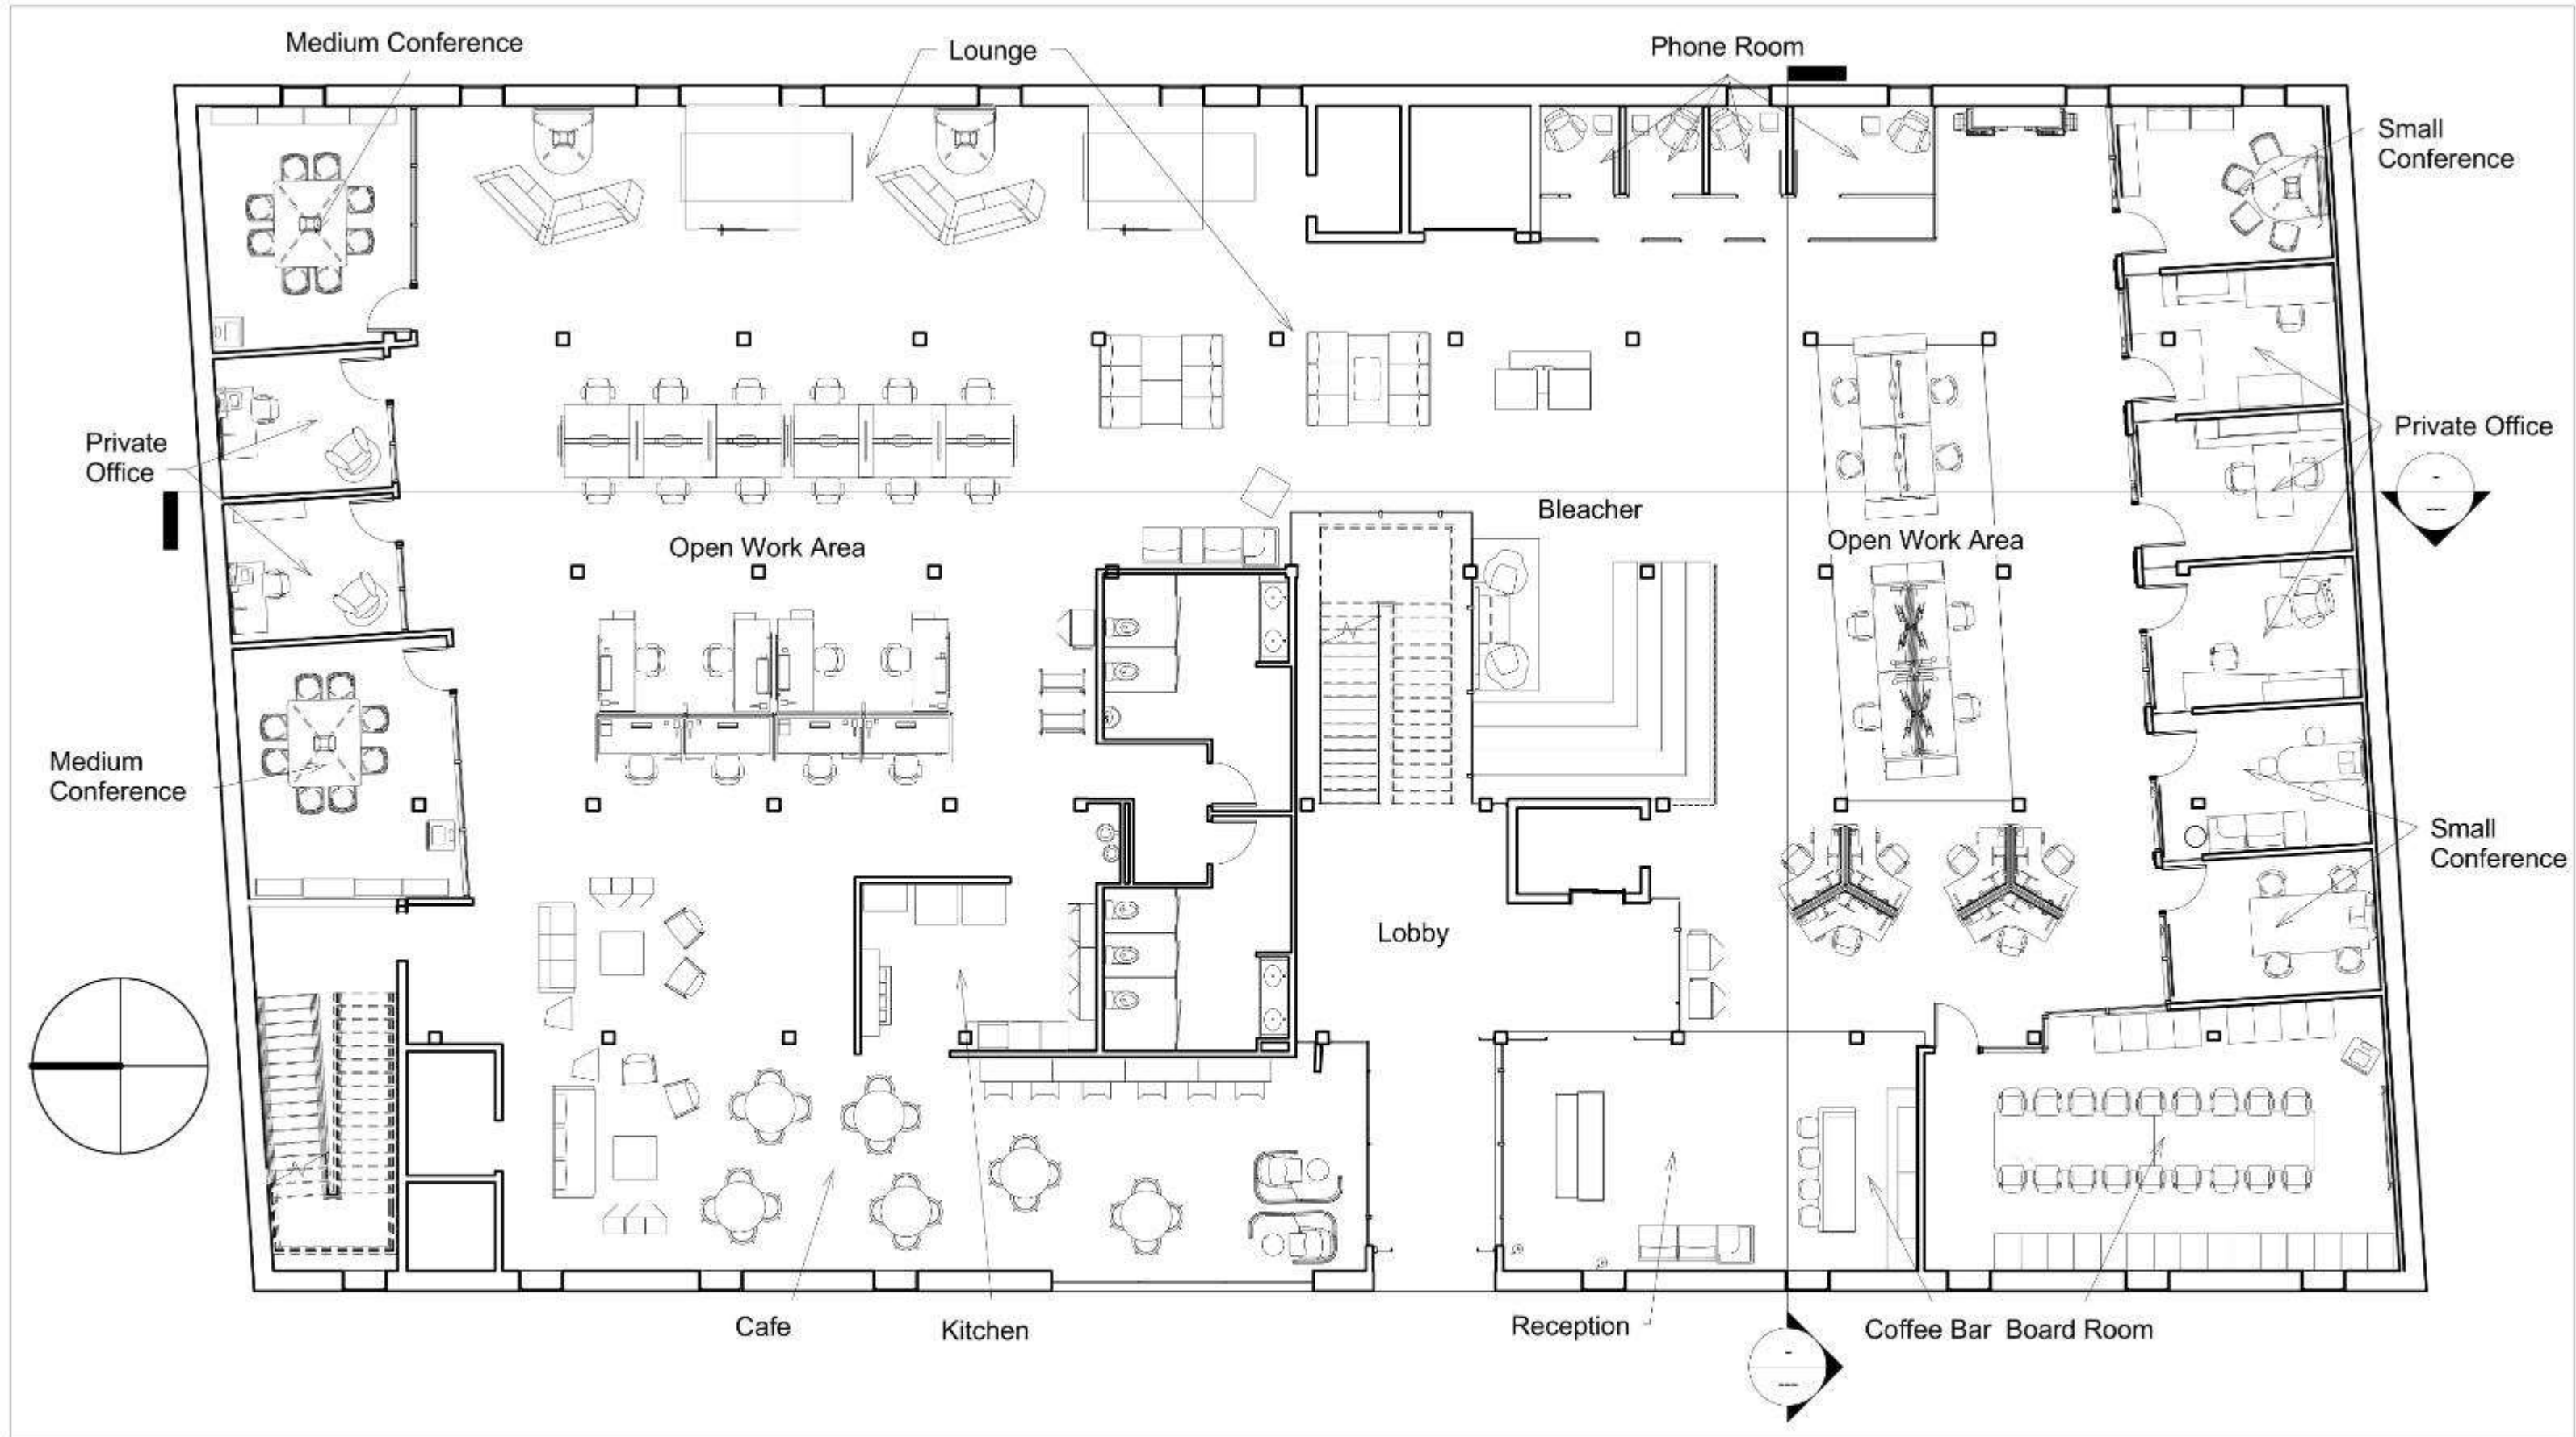 Medium Conference
Lounge
Phone Room
Small
Conference
Private
Office
Private Office
Bleacher
Open Work Area
Open Work Area
Medium
Conference
Small
Conference
Lobby
Cafe
Kitchen
Reception
Coffee Bar
Board Room